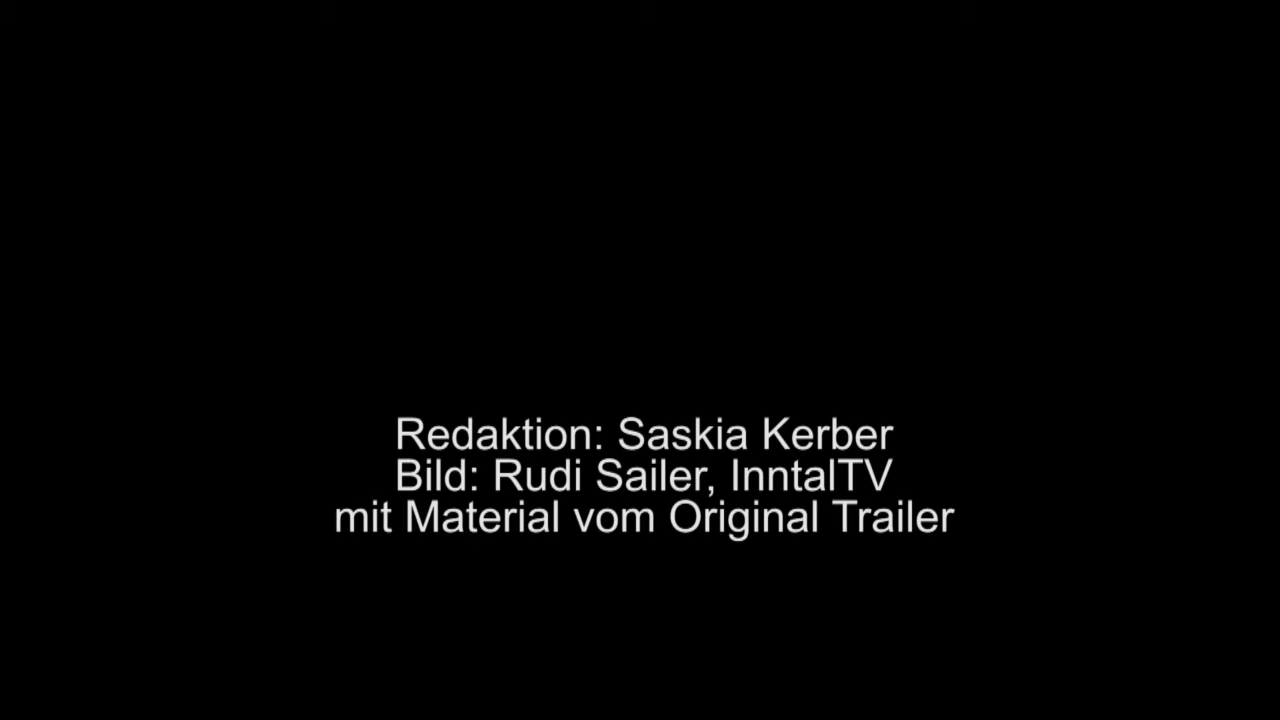 Redaktion: Saskia Kerber
Bild: Rudi Sailer, InntalTV
mit Material vom Original Trailer